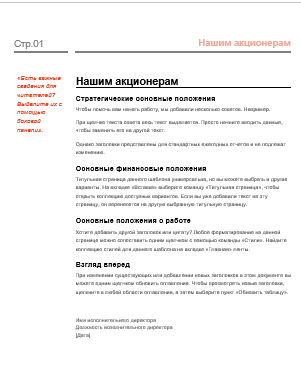 Стр.01
Нашим акционерам
«Есть важные
сведения для
читателей?
Выделите их с
помощью
боковой
панели».
Нашим акционерам
Стратегические основные положения
Чтобы помочь вам начать работу, мы добавили несколько советов. Например.
При щелчке текста совета весь текст выделяется. Просто начните вводить данные,
чтобы заменить его на другой текст.
Однако заголовки представлены для стандартных ежегодных отчетов и не подлежат
изменению.
Основные финансовые положения
Титульная страница данного шаблона универсальна, но вы можете выбрать и другие
варианты. На вкладке «Вставка» выберите команду «Титульная страница», чтобы
открыть коллекцию доступных вариантов. Если вы уже добавили текст на эту
страницу, он перенесется на другую выбранную титульную страницу.
Основные положения о работе
Хотите добавить другой заголовок или цитату? Любое форматирование на данной
странице можно сопоставить одним щелчком с помощью команды «Стили». Найдите
коллекцию стилей для данного шаблона на вкладке «Главная» ленты.
Взгляд вперед
При изменении существующих или добавлении новых заголовков в этом документе вы
можете одним щелчком обновить оглавление. Чтобы просмотреть новые заголовки,
щелкните в любой области оглавления, а затем выберите пункт «Обновить таблицу».
Имя исполнительного директора
Должность исполнительного директора
[Дата]